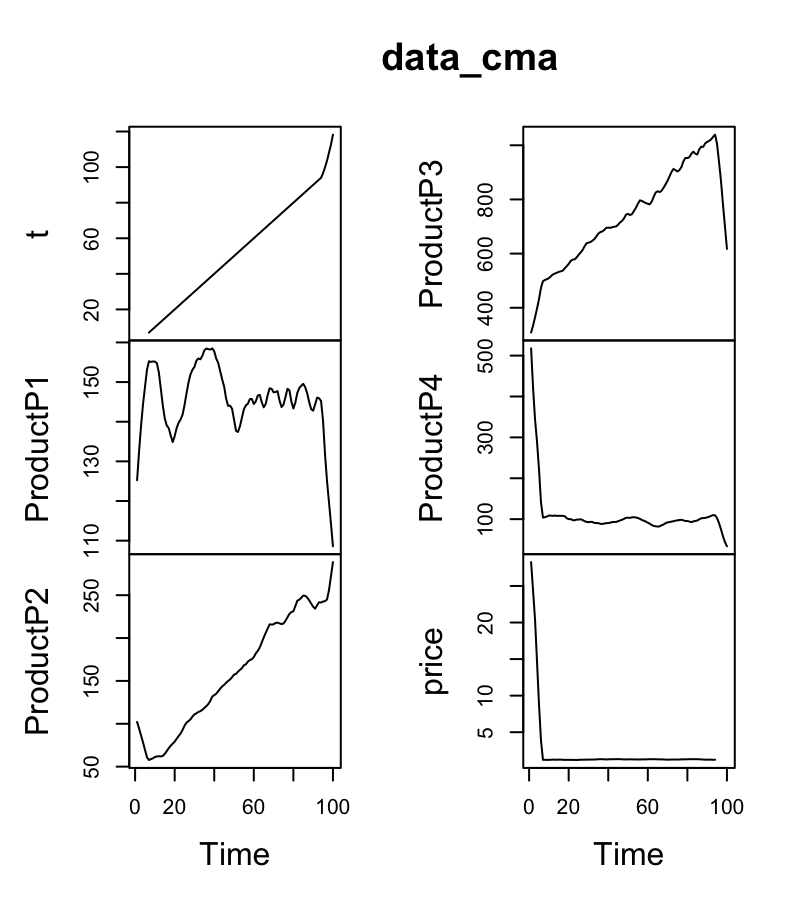 data_cma
t
20
60
100
ProductP1
110
130
150
ProductP2
50
150
250
0 20 60 100
Time
ProductP3
400
600
800
ProductP4
100
300
500
price
5
10
20
0 20 60 100
Time